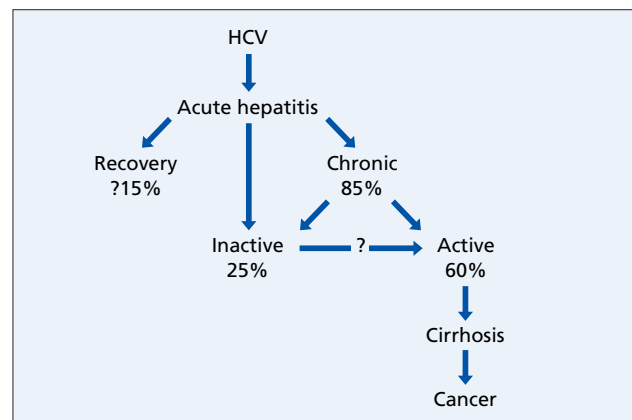 HCV
Acute hepatitis
Recovery
?15%
Chronic
85%
Inactive
25%
?
Active
60%
Cirrhosis
Cancer